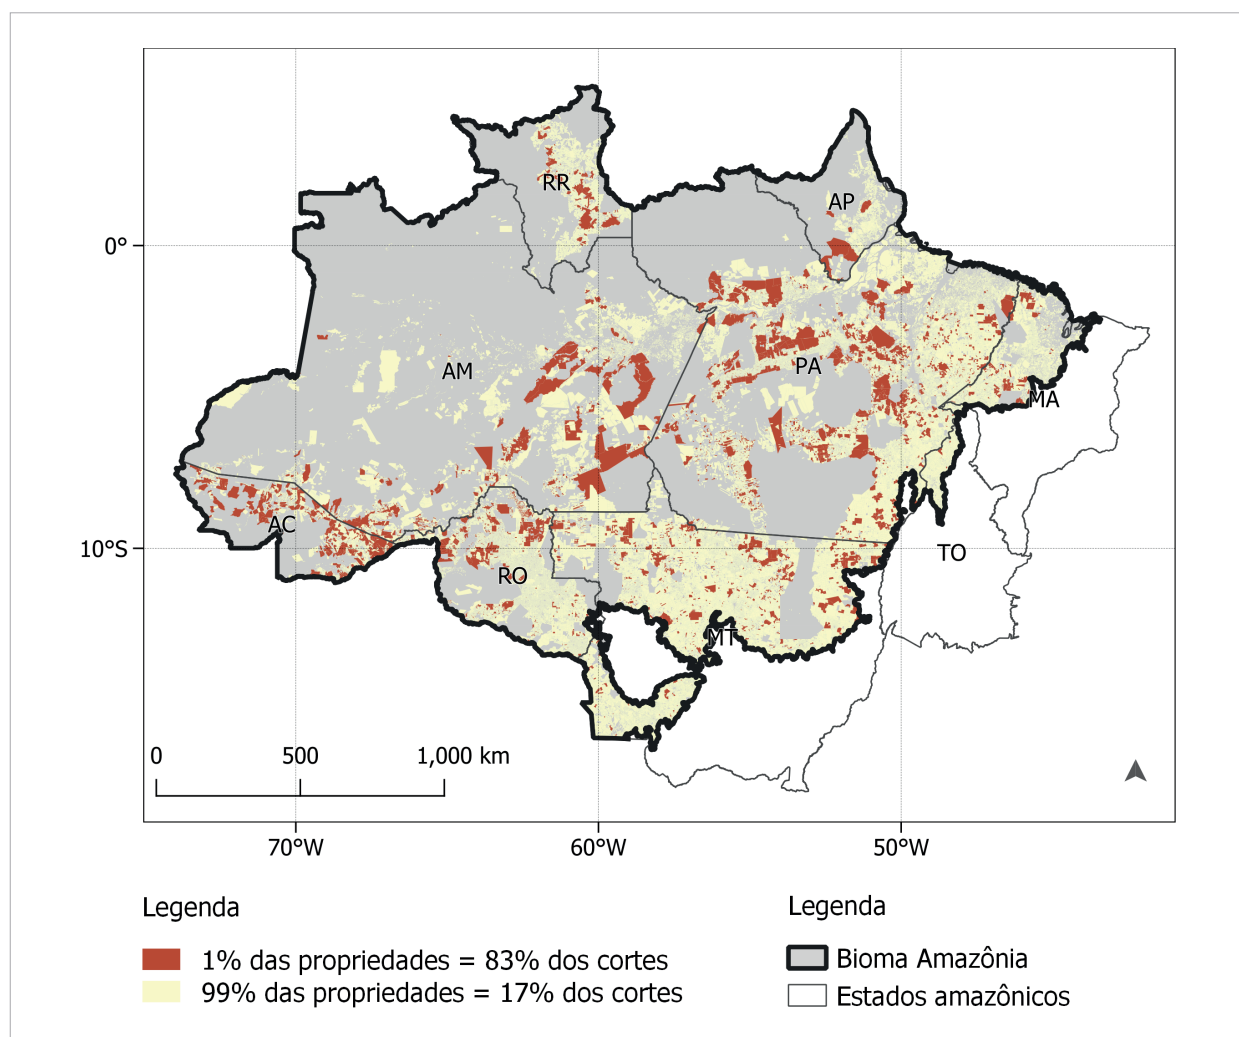 RR
AP
0°
AM
PA
MA
AC
10°S
TO
RO
MT
0 500 1,000 km
70°W 60°W 50°W
Legenda
1% das propriedades = 83% dos cortes
99% das propriedades = 17% dos cortes
Legenda
Bioma Amazônia
Estados amazônicos